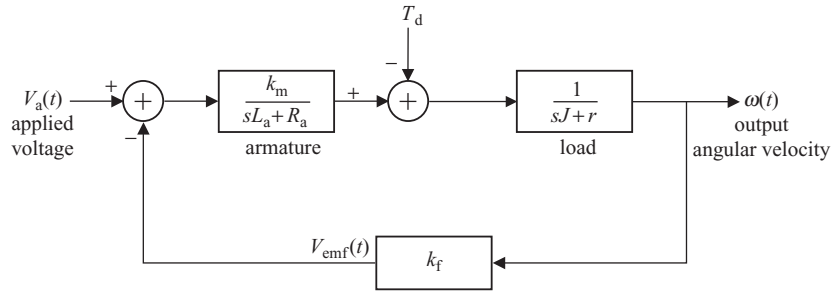 T_d
−
+
V_a(t)
applied
voltage
+
−
k_m
sL_a + R_a
armature
+
+
1
sJ + r
load
ω(t)
output
angular velocity
V_emf(t)
k_f